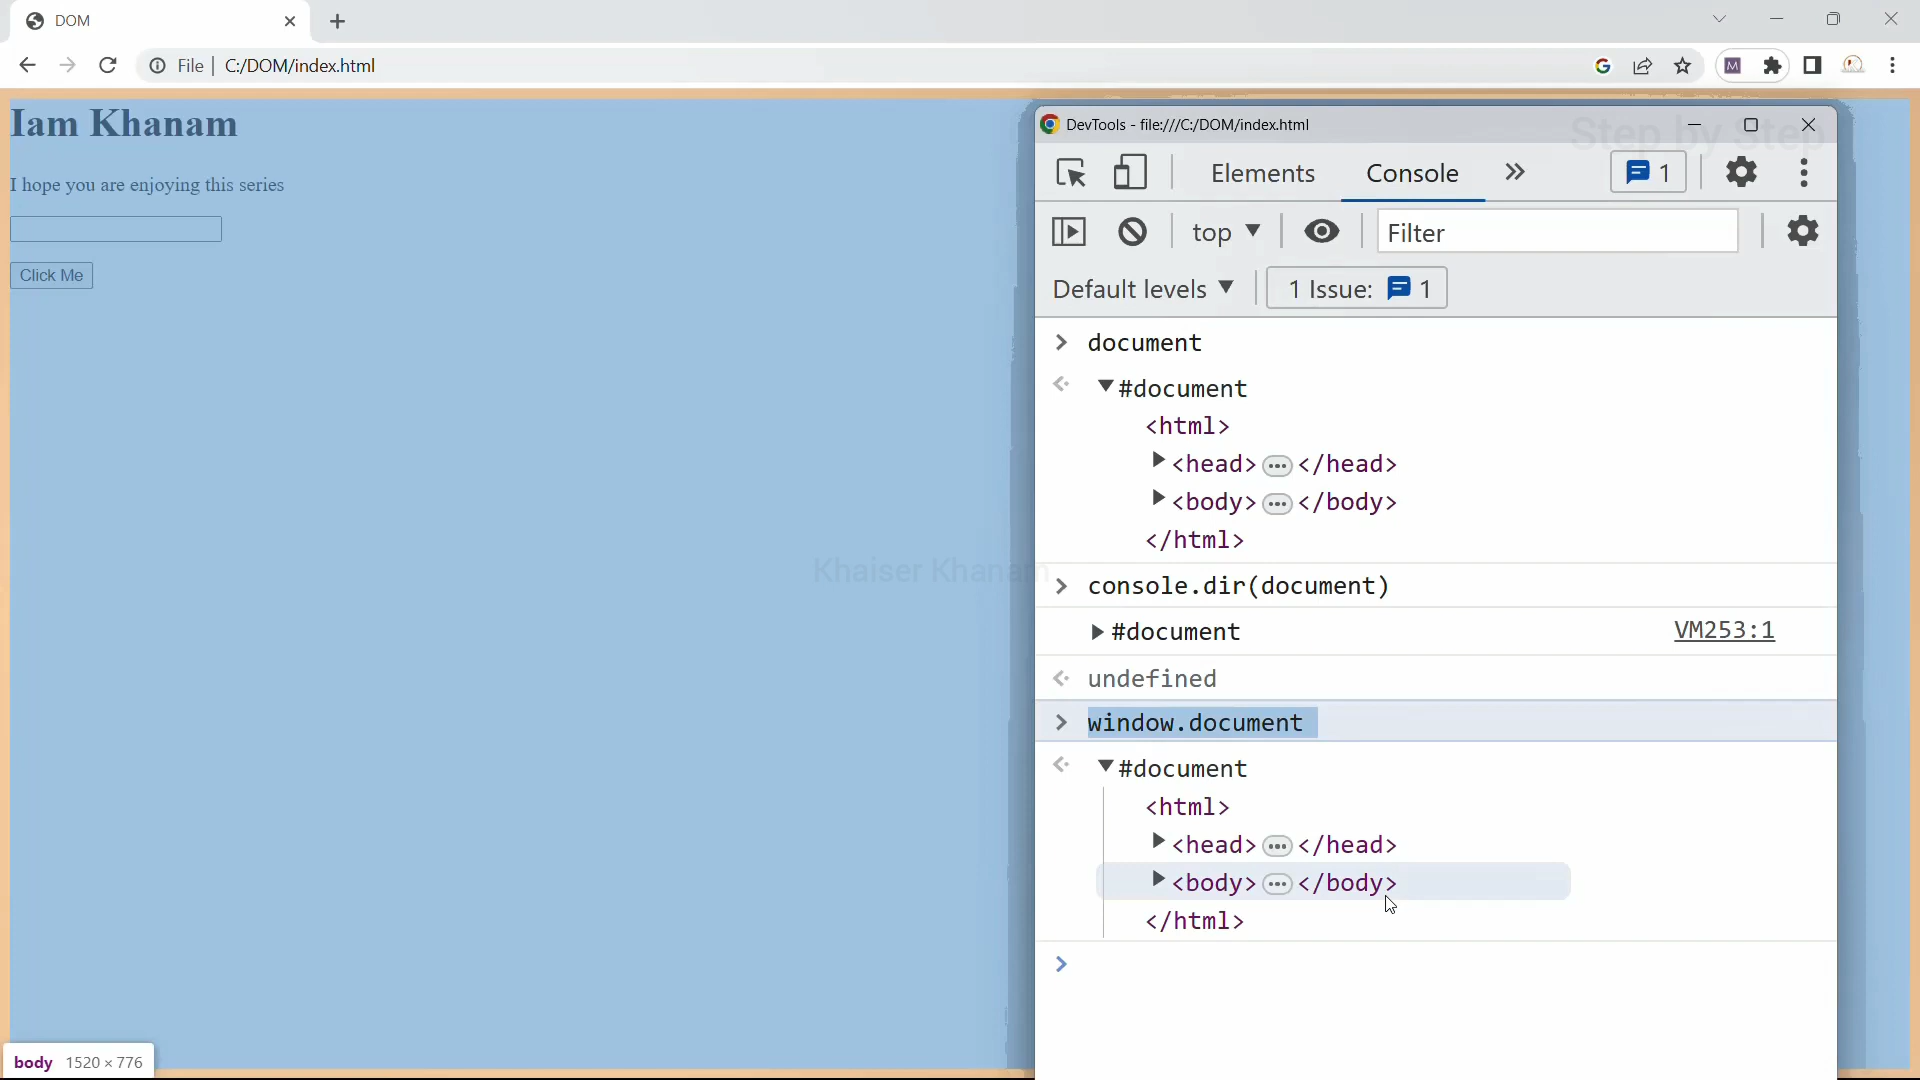 DOM
File
C:/DOM/index.html
Iam Khanam
I hope you are enjoying this series
Click Me
Khaiser Khanam
body 1520 × 776
DevTools - file:///C:/DOM/index.html
Step by Step
Elements
Console
1
top
Filter
Default levels
1 Issue: 1
document
#document
<html>
<head> ••• </head>
<body> ••• </body>
</html>
console.dir(document)
#document
VM253:1
undefined
window.document
#document
<html>
<head> ••• </head>
<body> ••• </body>
</html>